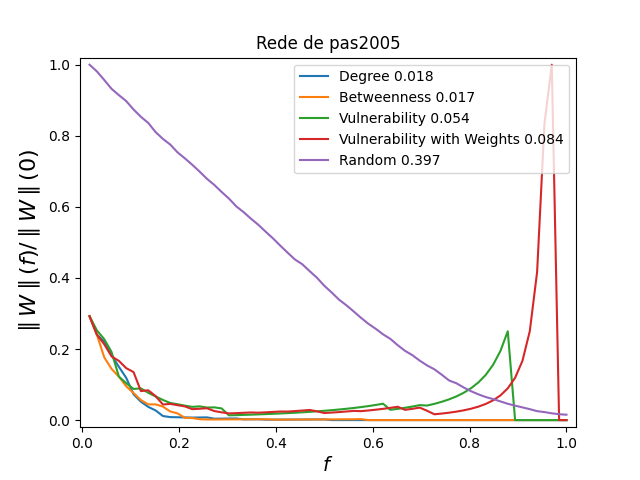 Rede de pas2005
Degree 0.018
Betweenness 0.017
Vulnerability 0.054
Vulnerability with Weights 0.084
Random 0.397
∥ W ∥ (f)/ ∥ W ∥ (0)
1.0
0.8
0.6
0.4
0.2
0.0
0.0 0.2 0.4 0.6 0.8 1.0
f